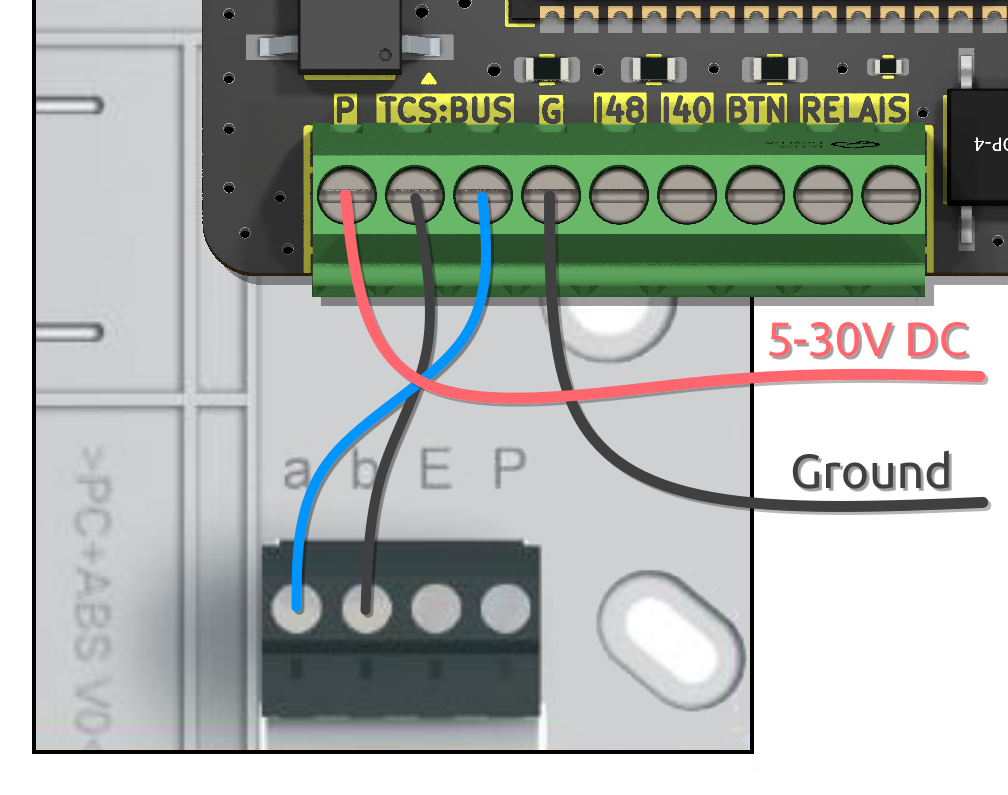 P TCS:BUS G I48 I40 BTN RELAIS
OP-4
5-30V DC
a b E P
Ground
>PC+ABS V0<